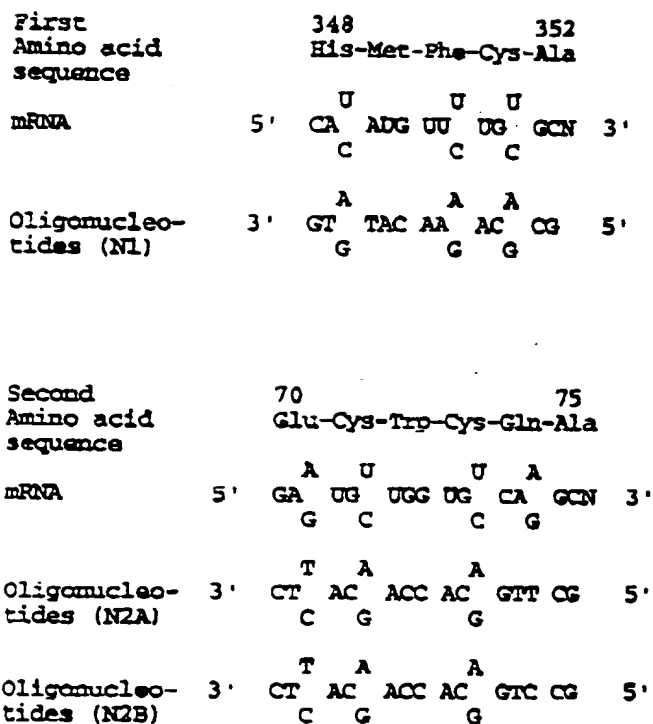 First 348 352
Amino acid His-Met-Phe-Cys-Ala
sequence
U U U
mRNA 5' CA AUG UU UG GCN 3'
C C C
A A A
Oligonucleo- 3' GT TAC AA AC CG 5'
tides (N1) G G G
Second 70 75
Amino acid Glu-Cys-Trp-Cys-Gln-Ala
sequence
A U U A
mRNA 5' GA UG UGG UG CA GCN 3'
G C C G
T A A
Oligonucleo- 3' CT AC ACC AC GTT CG 5'
tides (N2A) C G G
T A A
Oligonucleo- 3' CT AC ACC AC GTC CG 5'
tides (N2B) C G G